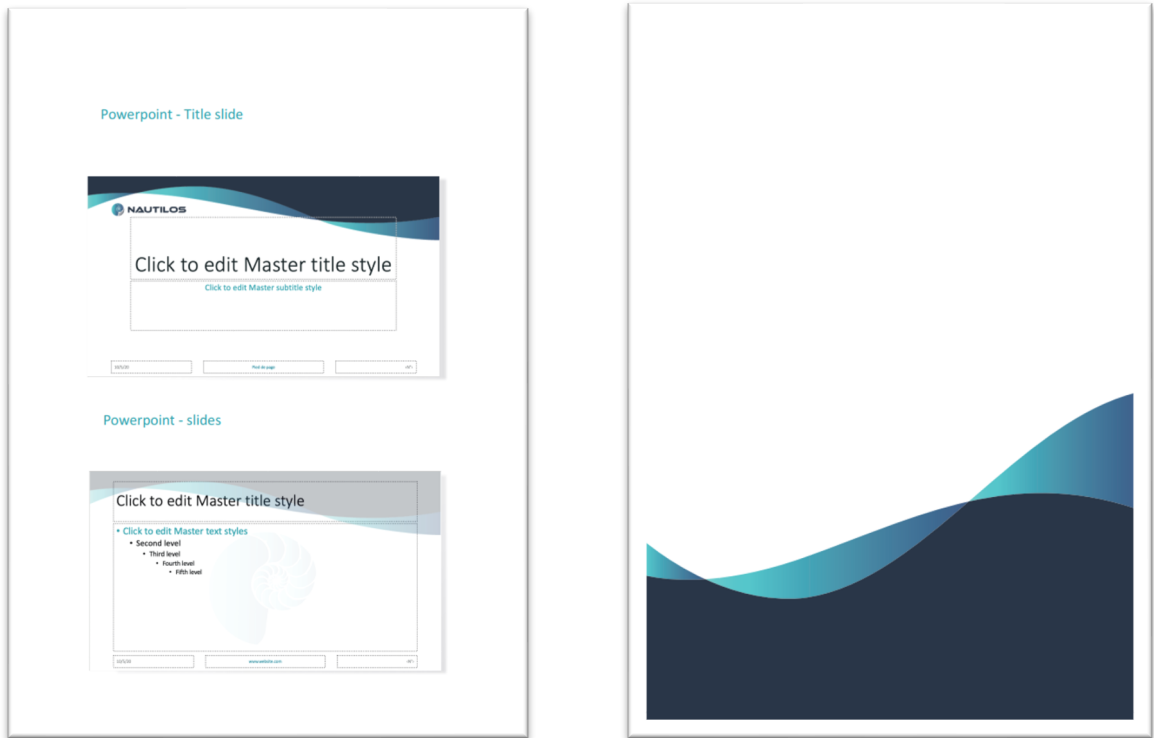 Powerpoint - Title slide
NAUTILOS
Click to edit Master title style
Click to edit Master subtitle style
Pied de page
Powerpoint - slides
Click to edit Master title style
• Click to edit Master text styles
• Second level
• Third level
• Fourth level
• Fifth level
www.website.com